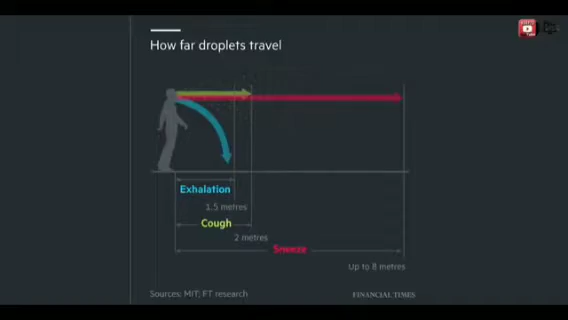 How far droplets travel
Exhalation
1.5 metres
Cough
2 metres
Sneeze
Up to 8 metres
Sources: MIT; FT research
FINANCIAL TIMES